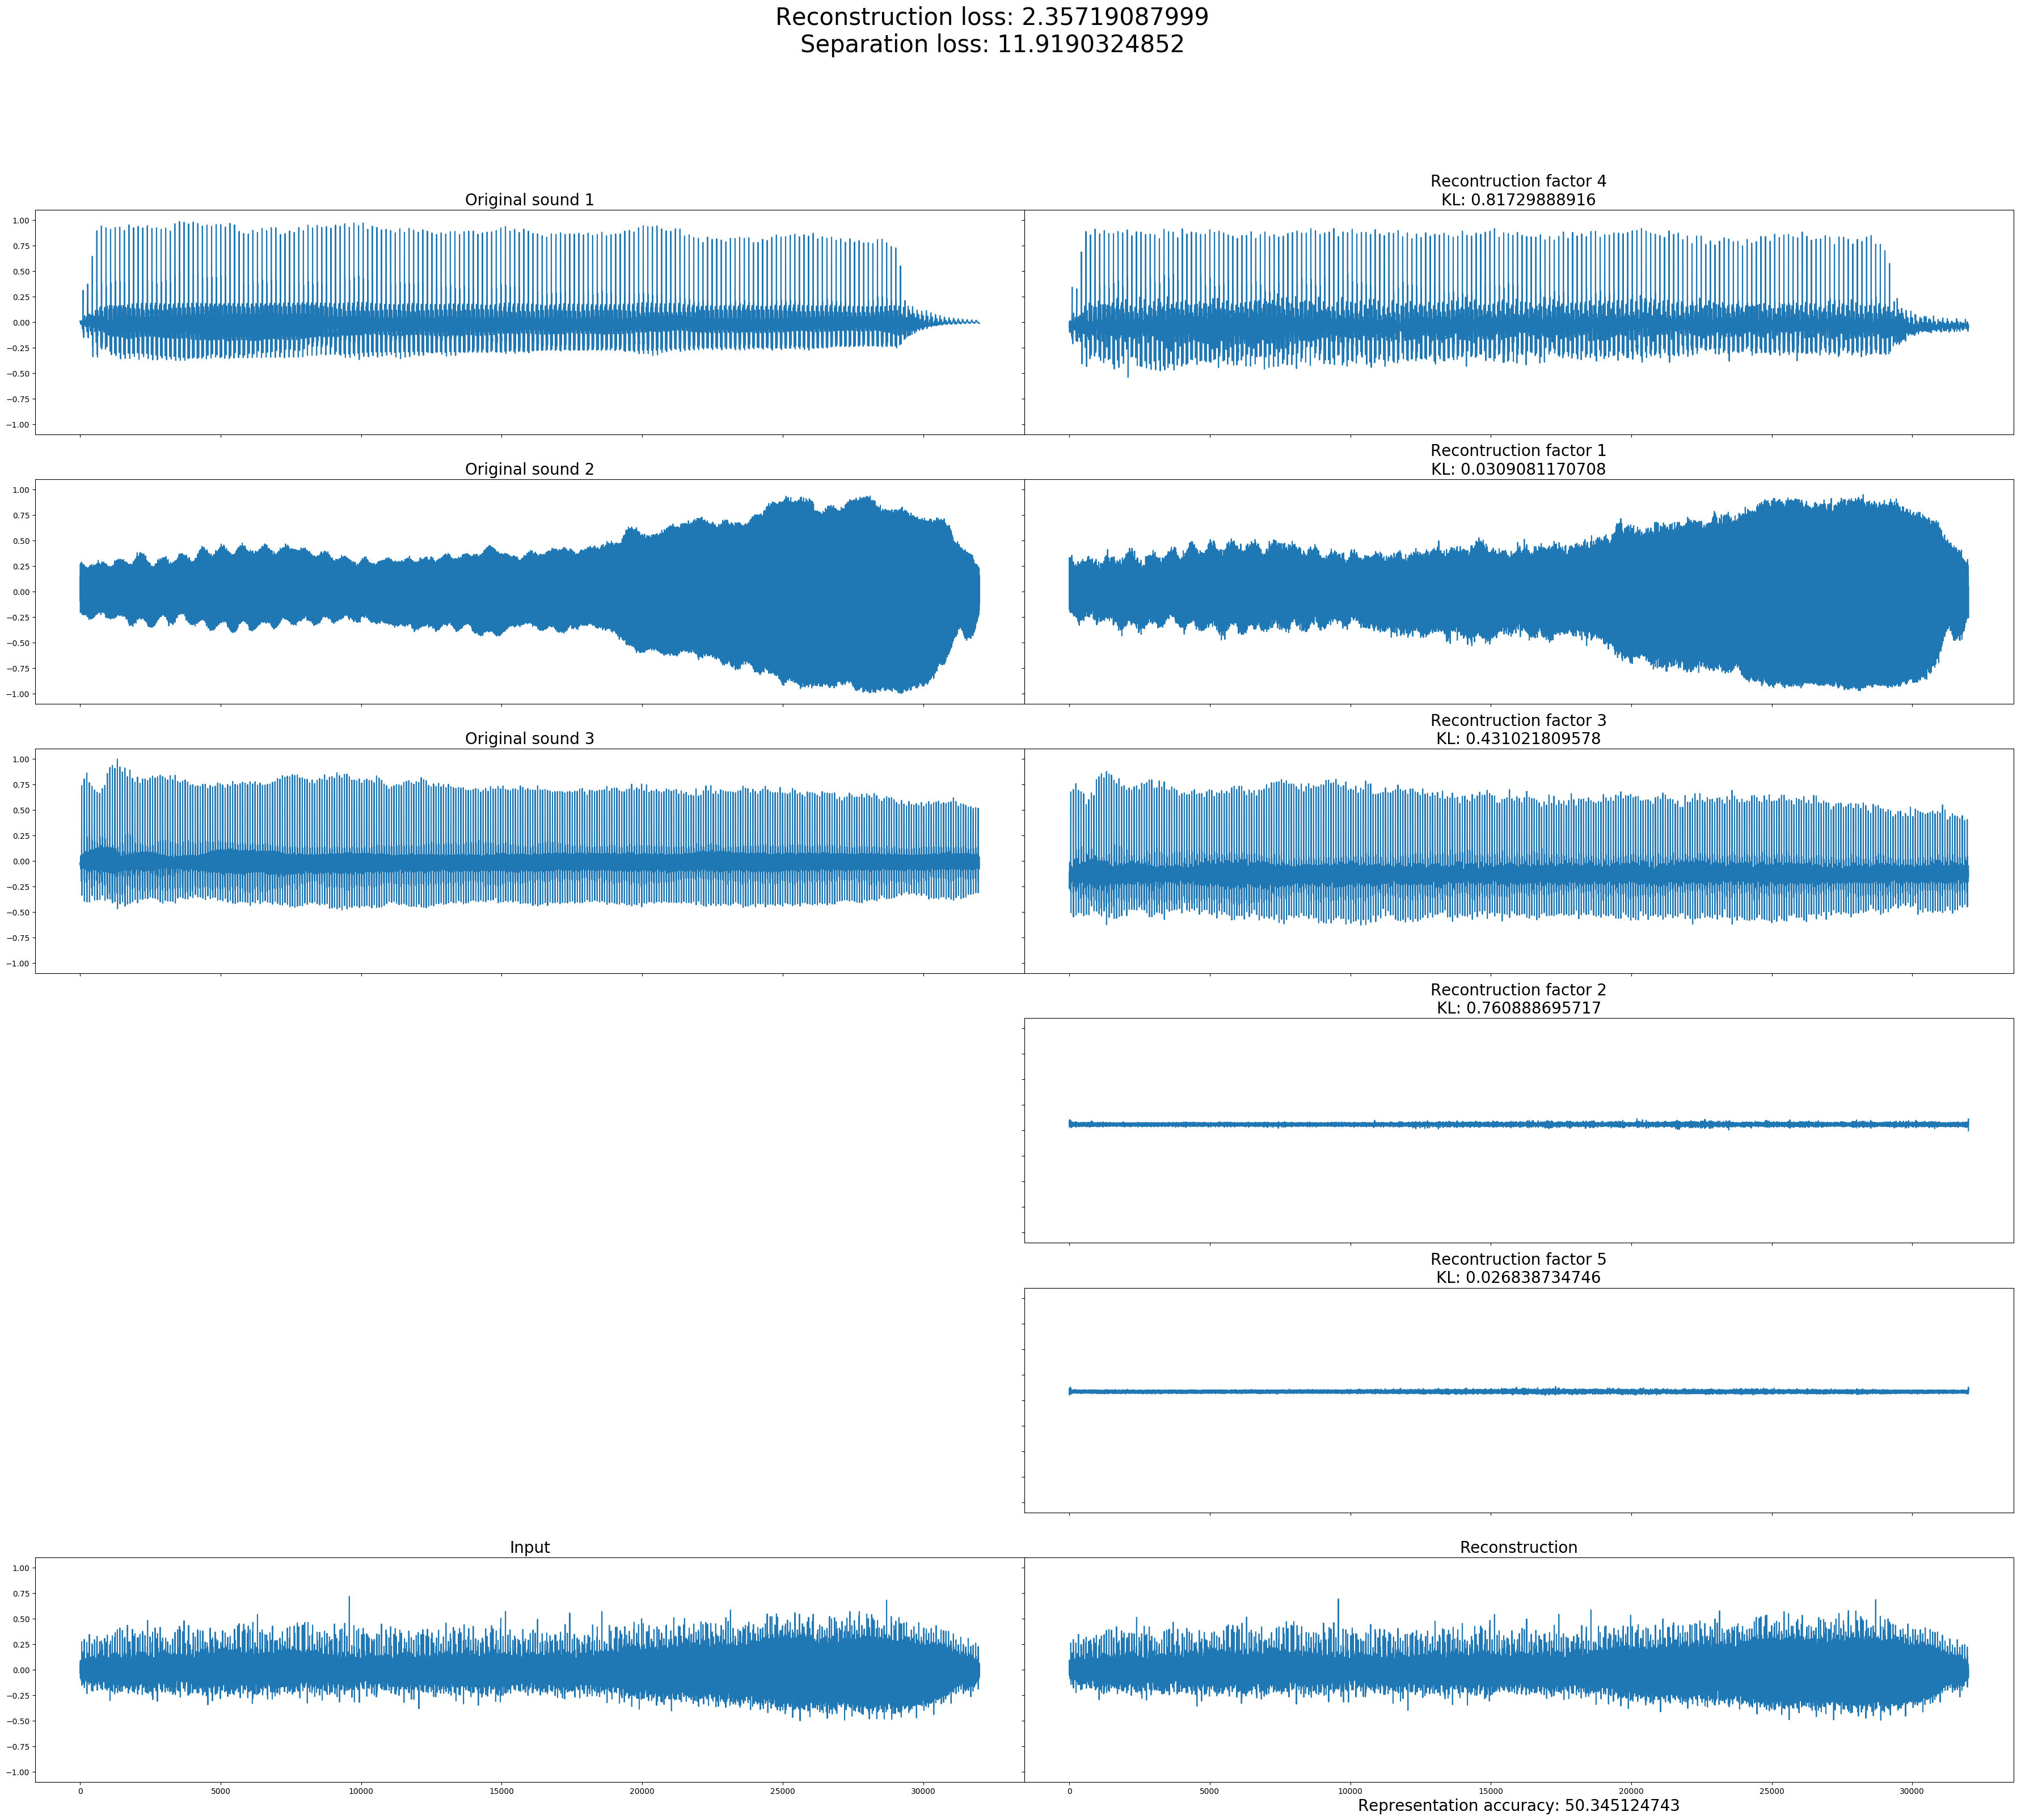 Reconstruction loss: 2.35719087999
Separation loss: 11.9190324852
Original sound 1
Recontruction factor 4
KL: 0.81729888916
1.00
0.75
0.50
0.25
0.00
−0.25
−0.50
−0.75
−1.00
Original sound 2
Recontruction factor 1
KL: 0.0309081170708
1.00
0.75
0.50
0.25
0.00
−0.25
−0.50
−0.75
−1.00
Original sound 3
Recontruction factor 3
KL: 0.431021809578
1.00
0.75
0.50
0.25
0.00
−0.25
−0.50
−0.75
−1.00
Recontruction factor 2
KL: 0.760888695717
Recontruction factor 5
KL: 0.026838734746
Input
Reconstruction
1.00
0.75
0.50
0.25
0.00
−0.25
−0.50
−0.75
−1.00
0 5000 10000 15000 20000 25000 30000
0 5000 10000 15000 20000 25000 30000
Representation accuracy: 50.345124743